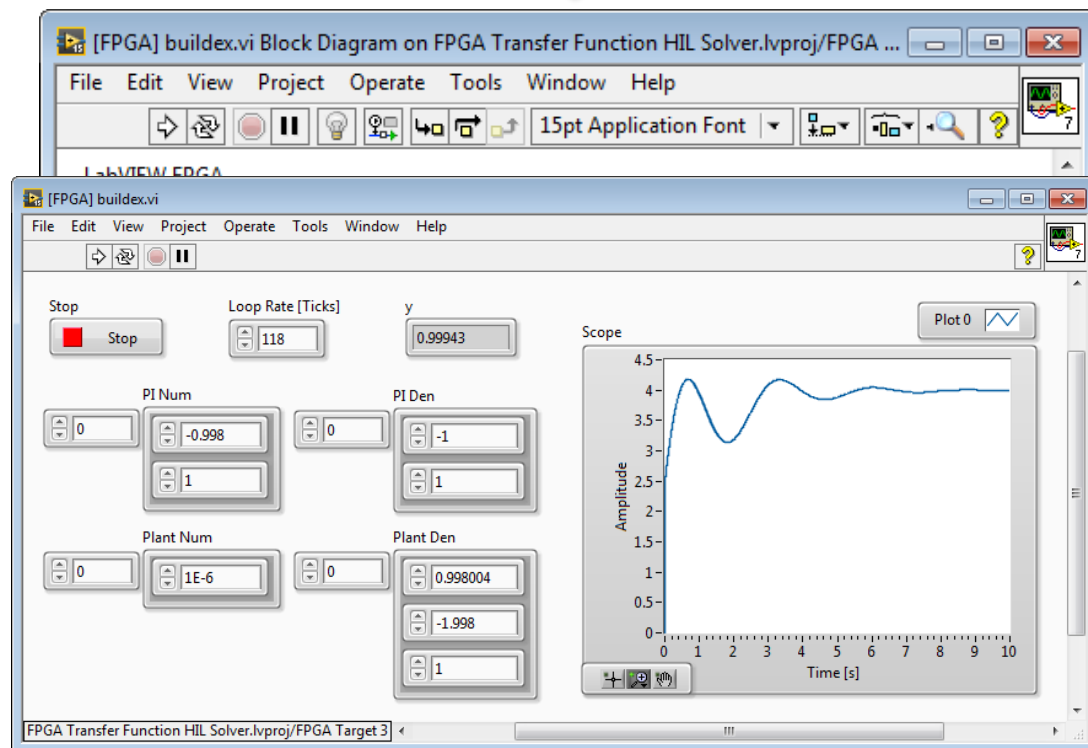 [FPGA] buildex.vi Block Diagram on FPGA Transfer Function HIL Solver.lvproj/FPGA ...
File Edit View Project Operate Tools Window Help
15pt Application Font
7
LabVIEW FPGA
[FPGA] buildex.vi
File Edit View Project Operate Tools Window Help
7
Stop
Stop
Loop Rate [Ticks]
118
y
0.99943
PI Num
0
-0.998
1
PI Den
0
-1
1
Plant Num
0
1E-6
Plant Den
0
0.998004
-1.998
1
Scope
Plot 0
Amplitude
4.5
4
3.5
3
2.5
2
1.5
1
0.5
0
0 1 2 3 4 5 6 7 8 9 10
Time [s]
FPGA Transfer Function HIL Solver.lvproj/FPGA Target 3